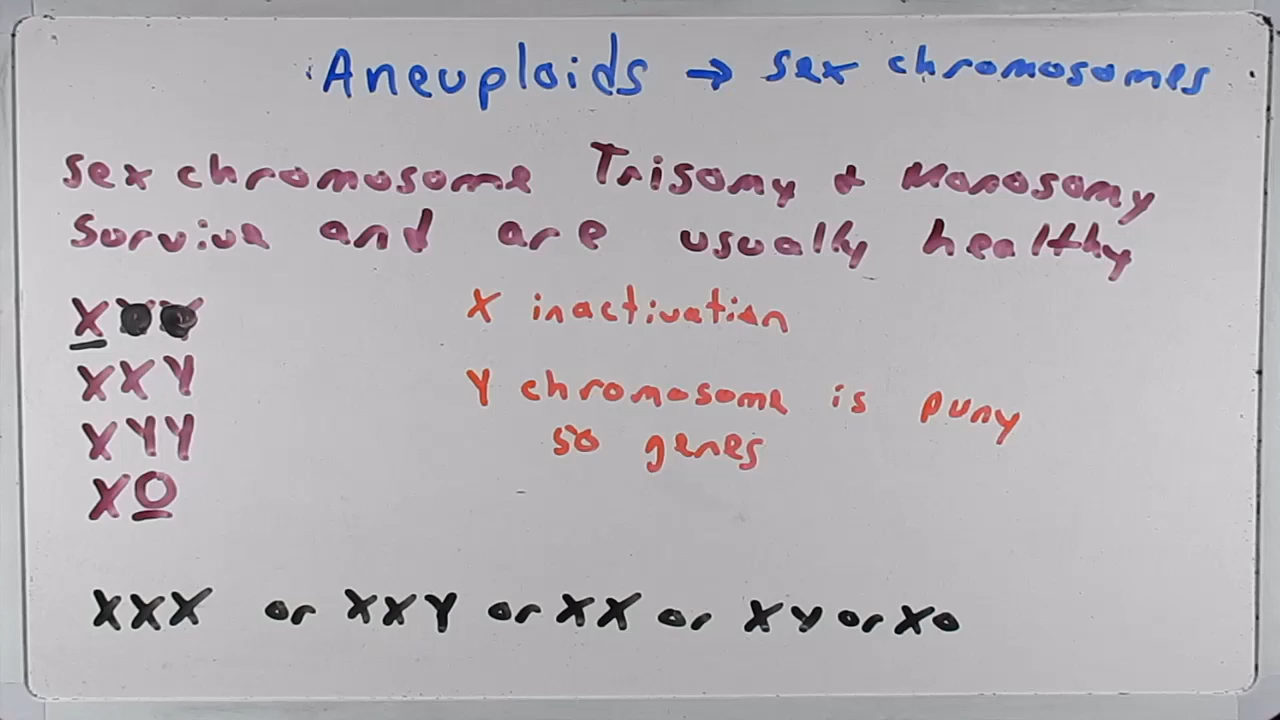 Aneuploids → sex chromosomes
sex chromosome Trisomy & Monosomy
survive and are usually healthy
X
X inactivation
XXY
Y chromosome is puny
XYY
50 genes
XO
XXX or XXY or XX or XY or XO